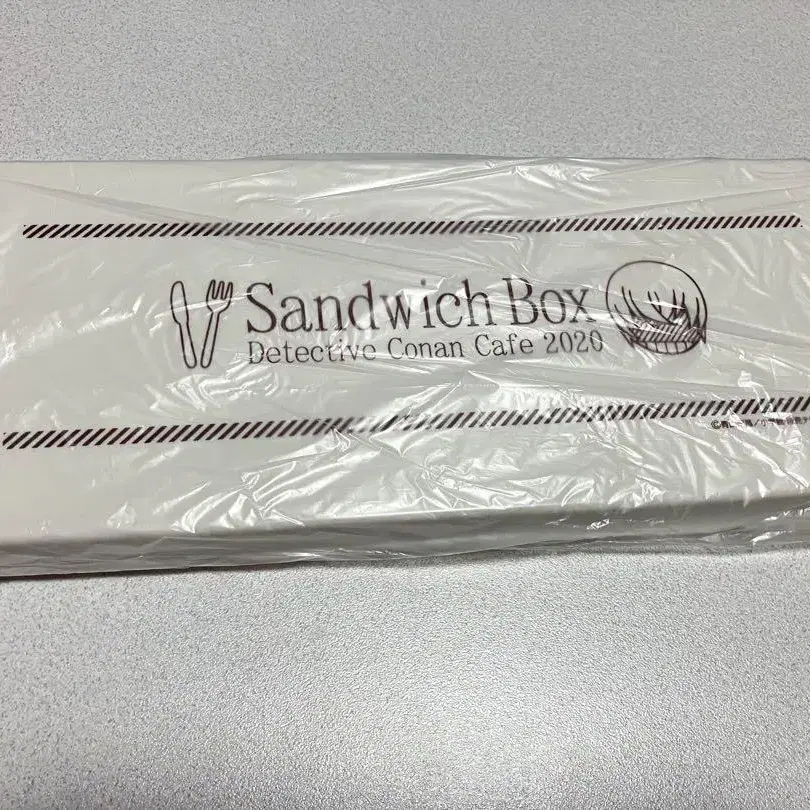 Sandwich Box
Detective Conan Cafe 2020